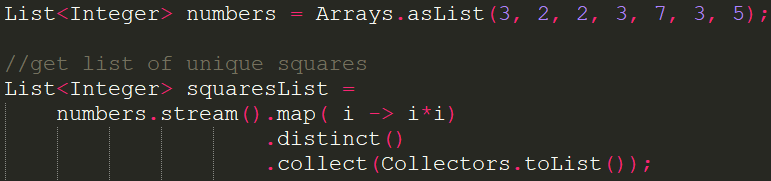 List<Integer> numbers = Arrays.asList(3, 2, 2, 3, 7, 3, 5);
//get list of unique squares
List<Integer> squaresList =
numbers.stream().map( i -> i*i)
.distinct()
.collect(Collectors.toList());